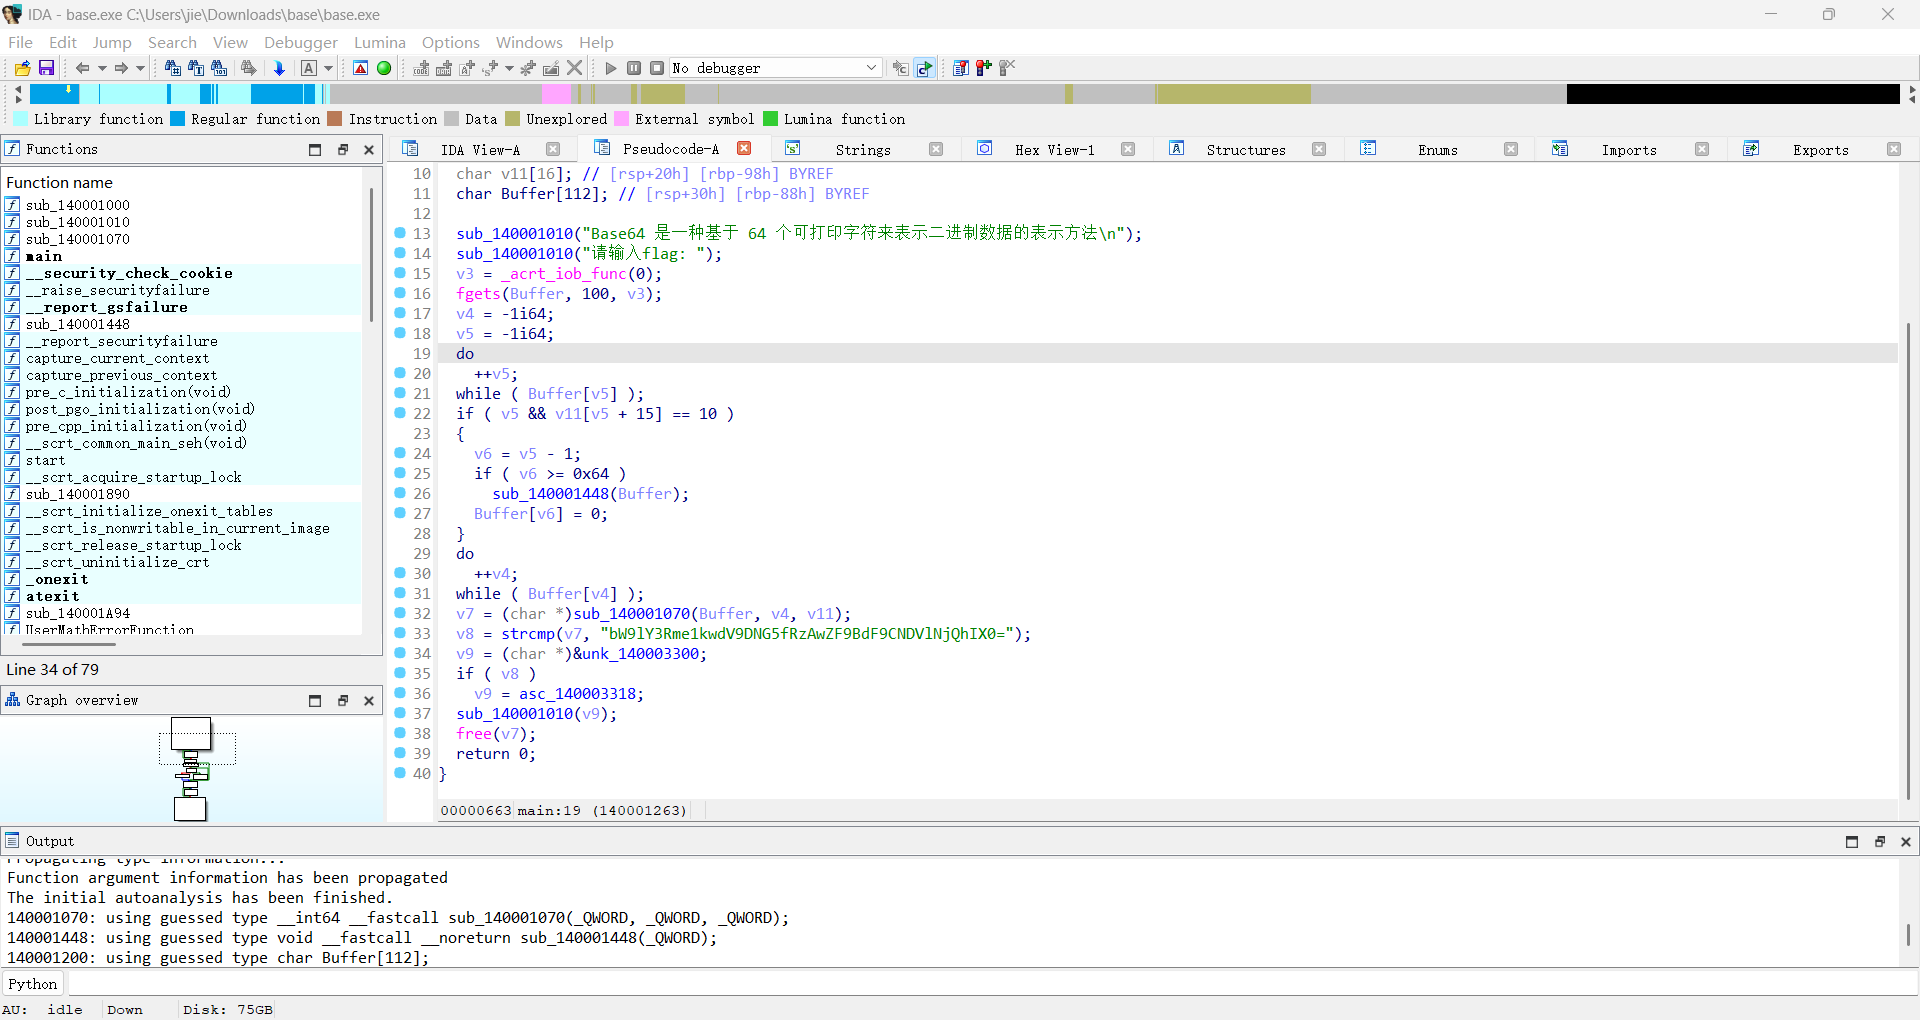 IDA - base.exe C:\Users\jie\Downloads\base\base.exe
File Edit Jump Search View Debugger Lumina Options Windows Help
No debugger
Library function Regular function Instruction Data Unexplored External symbol Lumina function
Functions
IDA View-A Pseudocode-A Strings Hex View-1 Structures Enums Imports Exports
Function name
sub_140001000
sub_140001010
sub_140001070
main
__security_check_cookie
__raise_securityfailure
__report_gsfailure
sub_140001448
__report_securityfailure
capture_current_context
capture_previous_context
pre_c_initialization(void)
post_pgo_initialization(void)
pre_cpp_initialization(void)
__scrt_common_main_seh(void)
start
__scrt_acquire_startup_lock
sub_140001890
__scrt_initialize_onexit_tables
__scrt_is_nonwritable_in_current_image
__scrt_release_startup_lock
__scrt_uninitialize_crt
_onexit
atexit
sub_140001A94
UserMathErrorFunction
Line 34 of 79
Graph overview
10 char v11[16]; // [rsp+20h] [rbp-98h] BYREF
11 char Buffer[112]; // [rsp+30h] [rbp-88h] BYREF
12
13 sub_140001010("Base64 是一种基于 64 个可打印字符来表示二进制数据的表示方法\n");
14 sub_140001010("请输入flag: ");
15 v3 = _acrt_iob_func(0);
16 fgets(Buffer, 100, v3);
17 v4 = -1i64;
18 v5 = -1i64;
19 do
20 ++v5;
21 while ( Buffer[v5] );
22 if ( v5 && v11[v5 + 15] == 10 )
23 {
24 v6 = v5 - 1;
25 if ( v6 >= 0x64 )
26 sub_140001448(Buffer);
27 Buffer[v6] = 0;
28 }
29 do
30 ++v4;
31 while ( Buffer[v4] );
32 v7 = (char *)sub_140001070(Buffer, v4, v11);
33 v8 = strcmp(v7, "bW9lY3Rme1kwdV9DNG5fRzAwZF9BdF9CNDVlNjQhIX0=");
34 v9 = (char *)&unk_140003300;
35 if ( v8 )
36 v9 = asc_140003318;
37 sub_140001010(v9);
38 free(v7);
39 return 0;
40 }
00000663 main:19 (140001263)
Output
Propagating type information...
Function argument information has been propagated
The initial autoanalysis has been finished.
140001070: using guessed type __int64 __fastcall sub_140001070(_QWORD, _QWORD, _QWORD);
140001448: using guessed type void __fastcall __noreturn sub_140001448(_QWORD);
140001200: using guessed type char Buffer[112];
Python
AU: idle Down Disk: 75GB